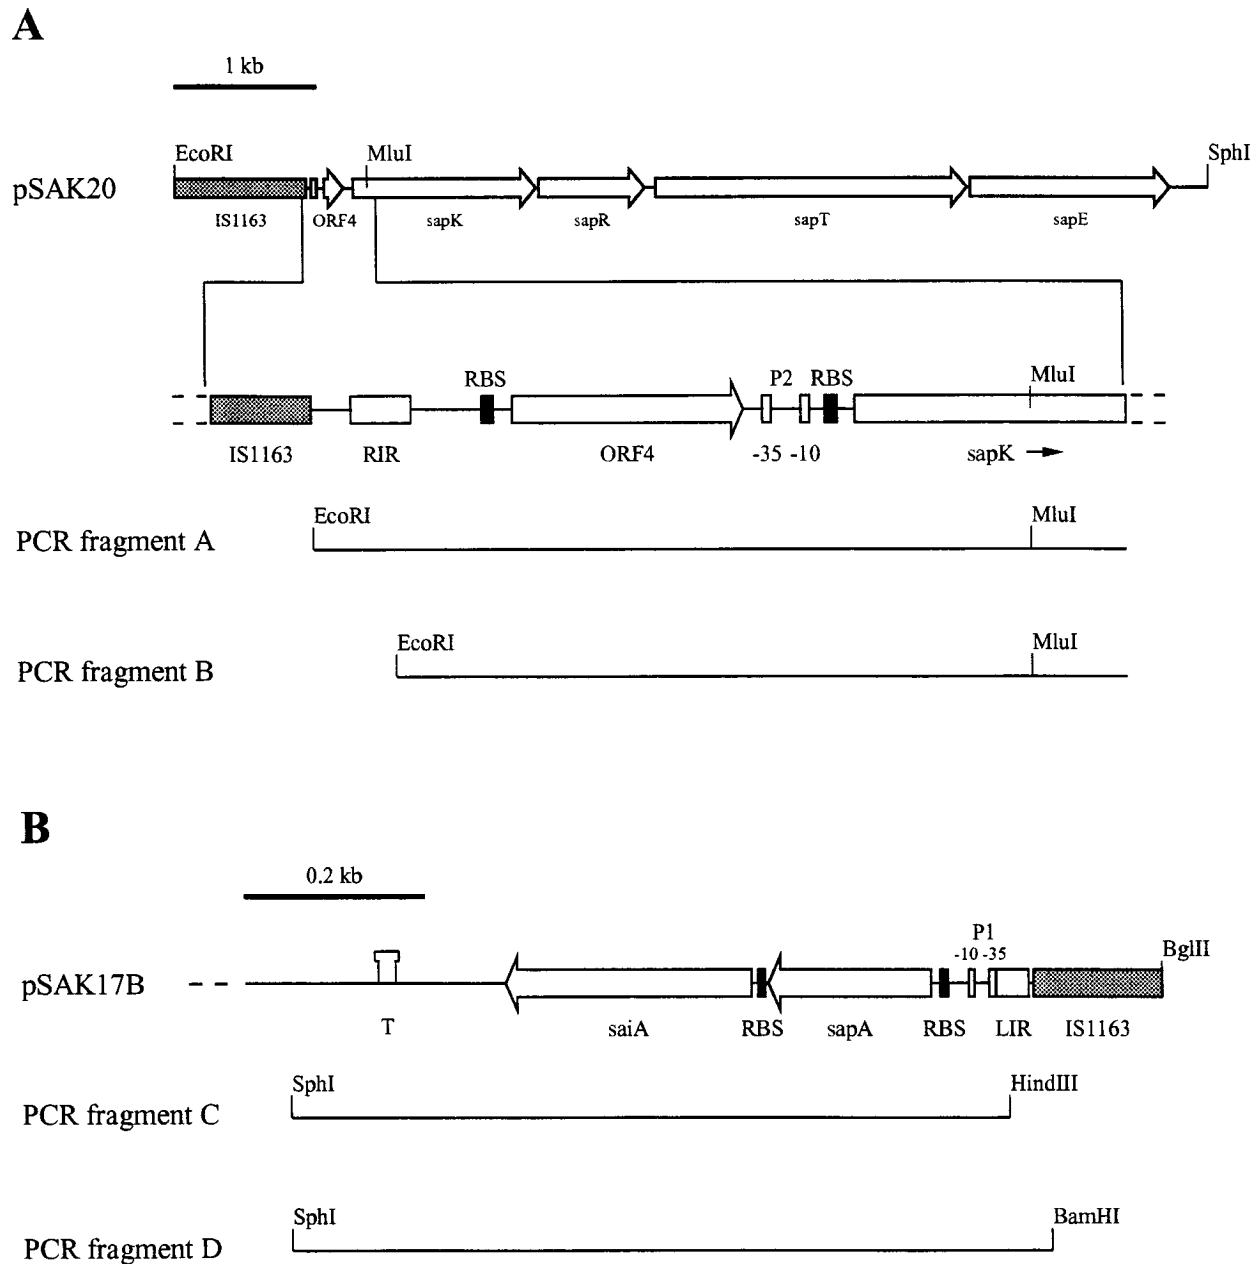 A
1 kb
EcoRI MluI SphI
pSAK20
IS1163 ORF4 sapK sapR sapT sapE
RBS P2 RBS MluI
IS1163 RIR ORF4 -35 -10 sapK
EcoRI MluI
PCR fragment A
EcoRI MluI
PCR fragment B
B
0.2 kb
P1
-10 -35 BglII
pSAK17B
T saiA RBS sapA RBS LIR IS1163
SphI HindIII
PCR fragment C
SphI BamHI
PCR fragment D